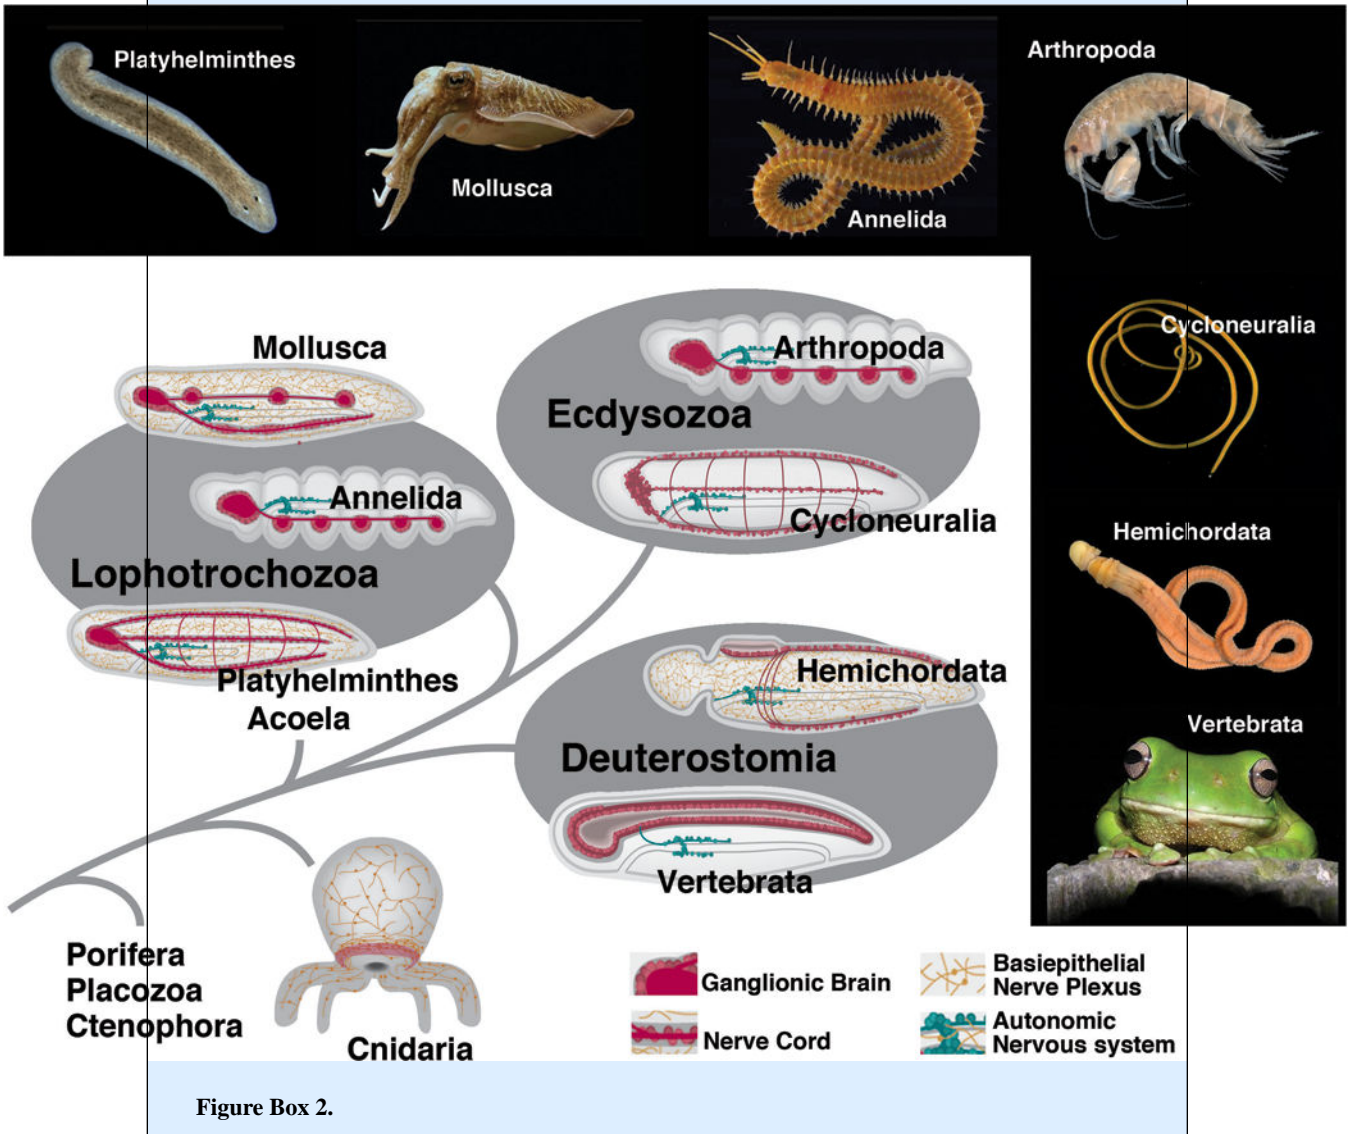 Platyhelminthes
Mollusca
Annelida
Arthropoda
Cycloneuralia
Hemichordata
Vertebrata
Mollusca
Annelida
Lophotrochozoa
Platyhelminthes
Acoela
Arthropoda
Ecdysozoa
Cycloneuralia
Hemichordata
Deuterostomia
Vertebrata
Porifera
Placozoa
Ctenophora
Cnidaria
Ganglionic Brain
Nerve Cord
Basiepithelial
Nerve Plexus
Autonomic
Nervous system
Figure Box 2.